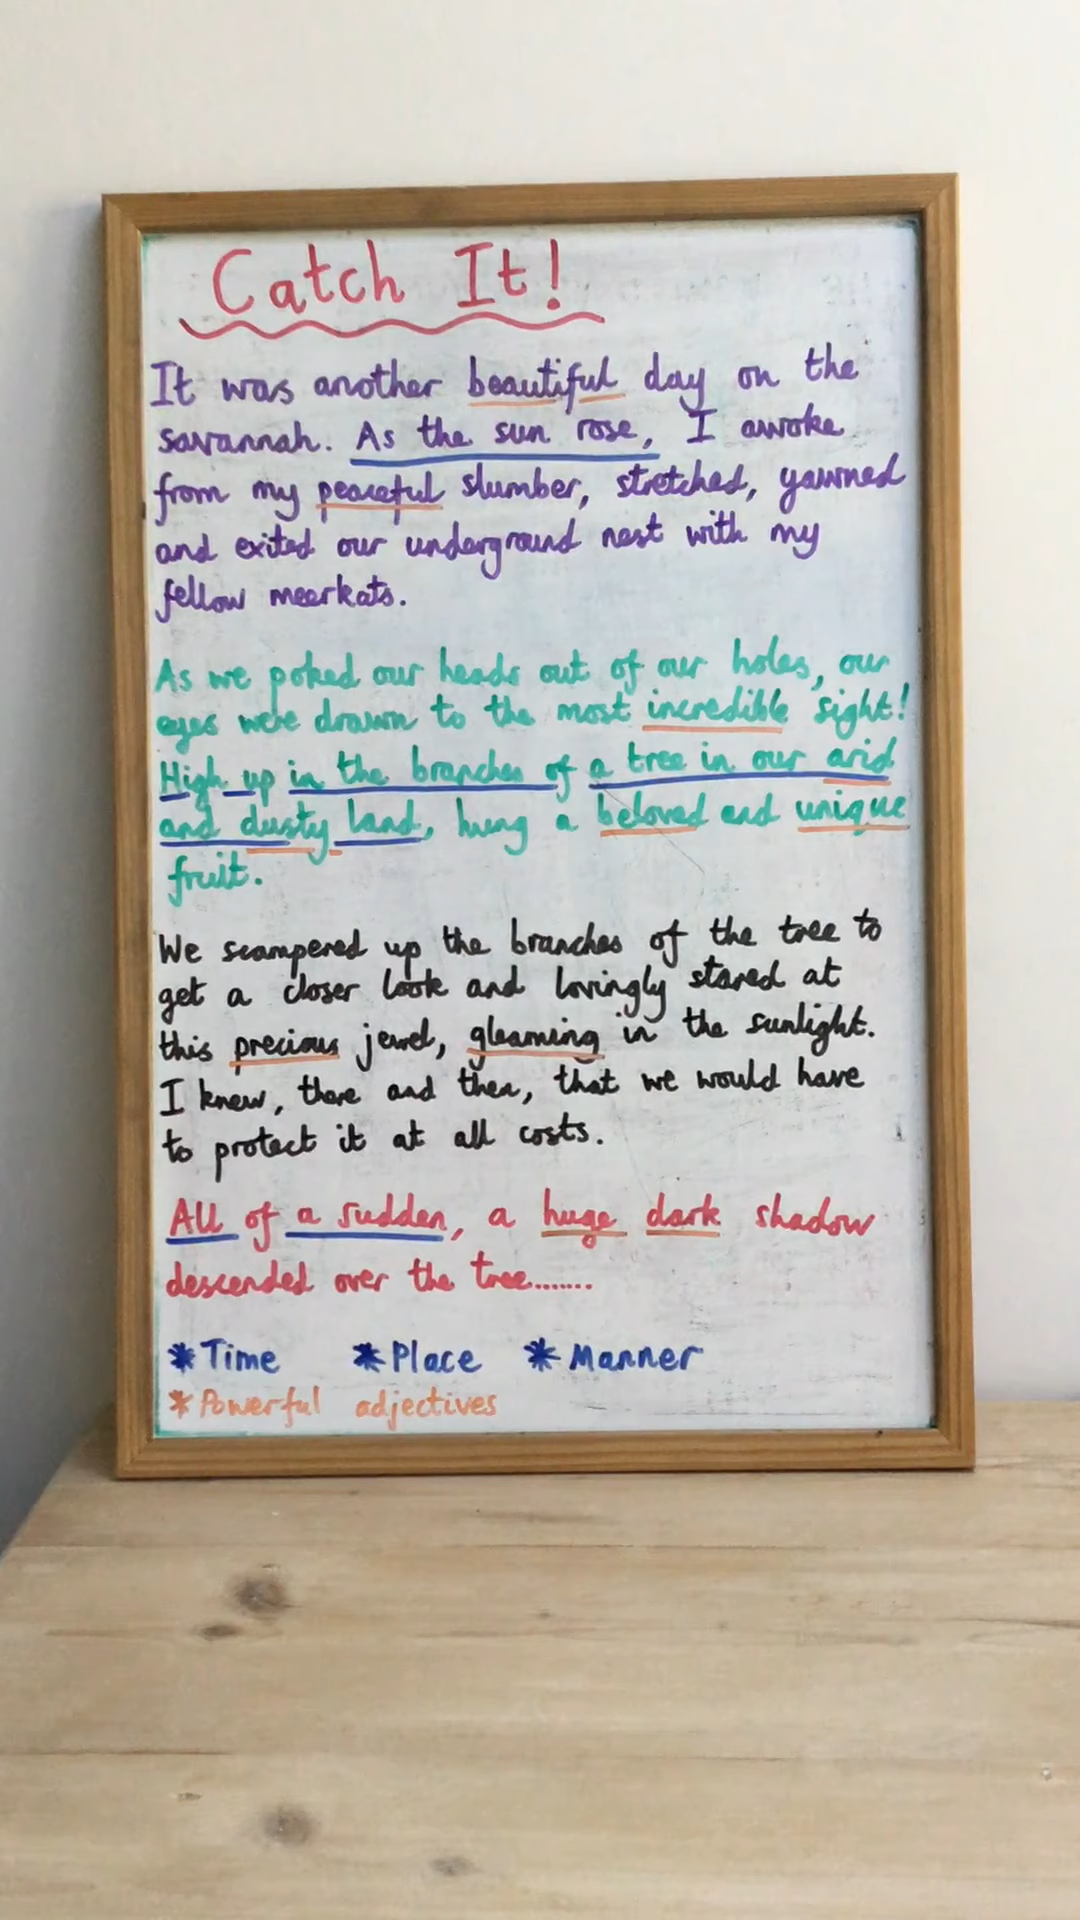 Catch It!
It was another beautiful day on the
savannah. As the sun rose, I awoke
from my peaceful slumber, stretched, yawned
and exited our underground nest with my
fellow meerkats.
As we poked our heads out of our holes, our
eyes were drawn to the most incredible sight!
High up in the branches of a tree in our arid
and dusty land, hung a beloved and unique
fruit.
We scampered up the branches of the tree to
get a closer look and lovingly stared at
this precious jewel, gleaming in the sunlight.
I knew, there and then, that we would have
to protect it at all costs.
All of a sudden, a huge dark shadow
descended over the tree.......
*Time *Place *Manner
*Powerful adjectives